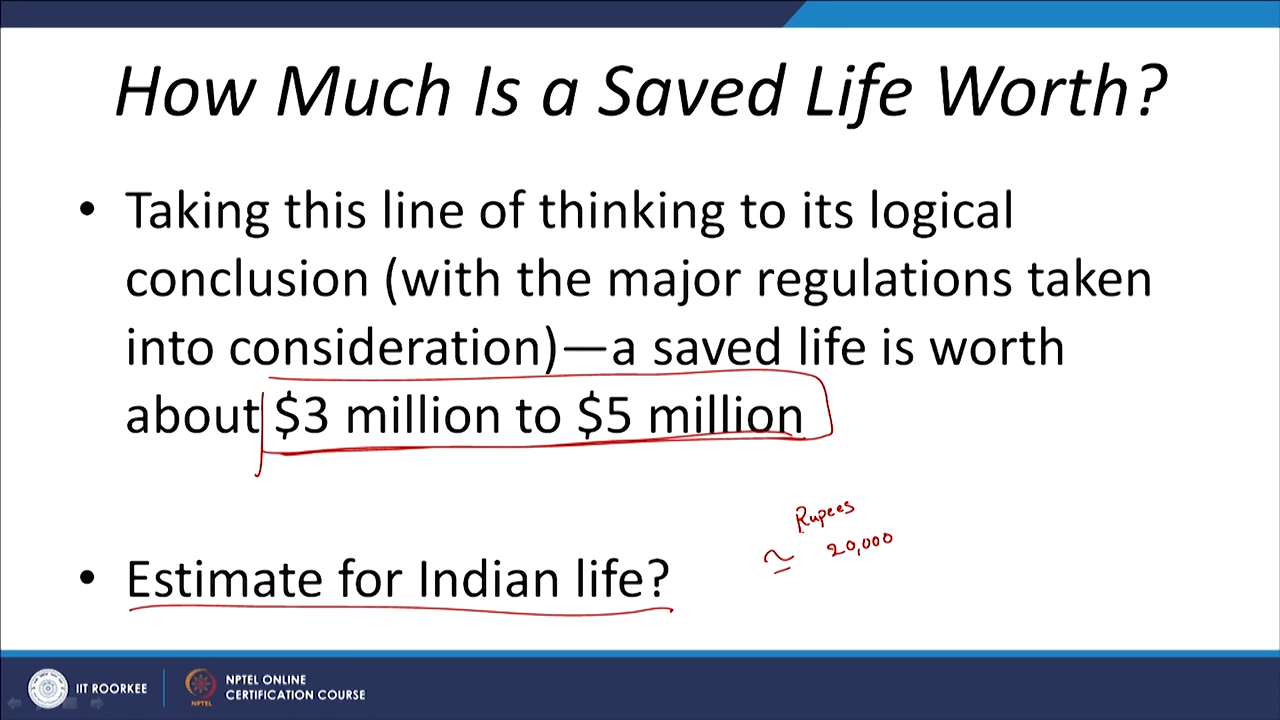 How Much Is a Saved Life Worth?
• Taking this line of thinking to its logical
conclusion (with the major regulations taken
into consideration)—a saved life is worth
about $3 million to $5 million
Rupees
≃ 20,000
• Estimate for Indian life?
IIT ROORKEE
NPTEL
NPTEL ONLINE
CERTIFICATION COURSE